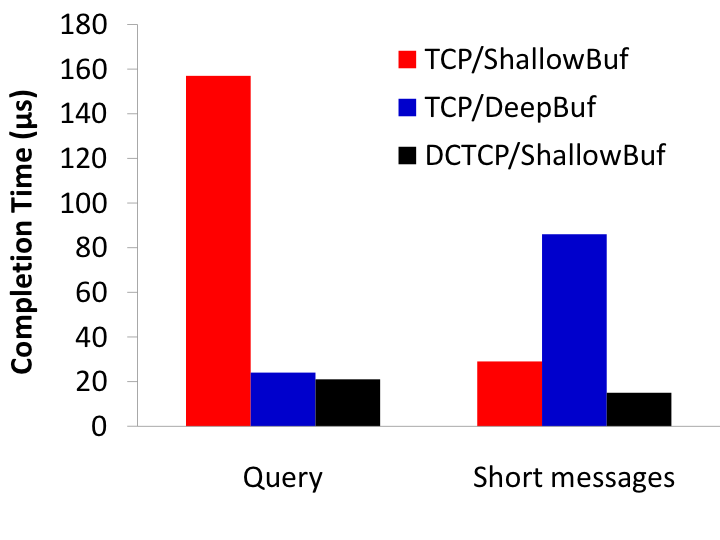 180
160
140
120
100
80
60
40
20
0
Completion Time (µs)
TCP/ShallowBuf
TCP/DeepBuf
DCTCP/ShallowBuf
Query
Short messages